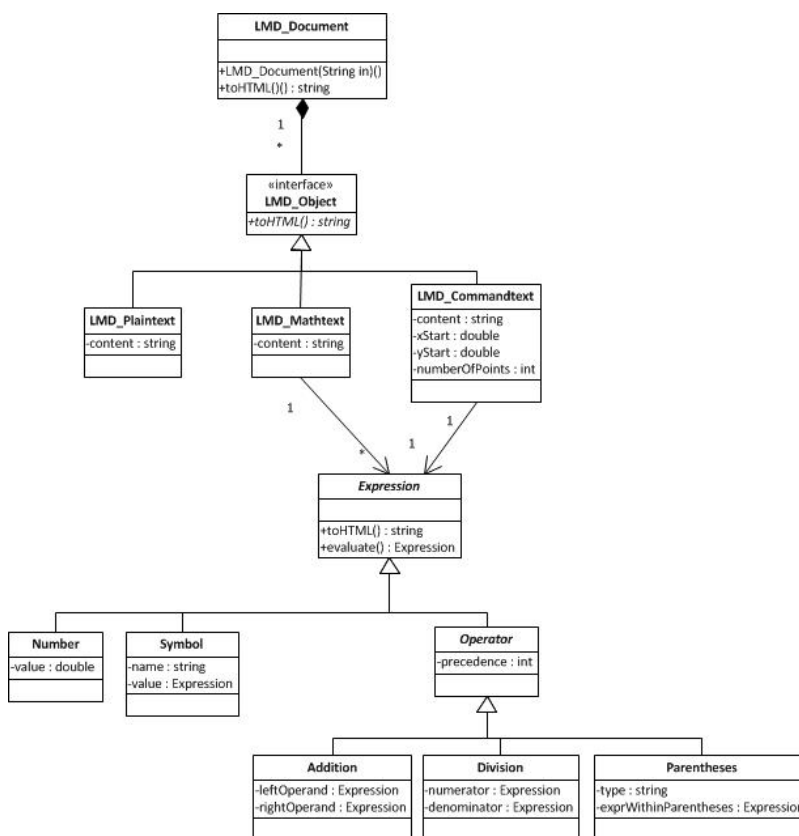 LMD_Document
+LMD_Document(String in)()
+toHTML()() : string
1
*
«interface»
LMD_Object
+toHTML() : string
LMD_Plaintext
-content : string
LMD_Mathtext
-content : string
LMD_Commandtext
-content : string
-xStart : double
-yStart : double
-numberOfPoints : int
1
*
1
1
Expression
+toHTML() : string
+evaluate() : Expression
Number
-value : double
Symbol
-name : string
-value : Expression
Operator
-precedence : int
Addition
-leftOperand : Expression
-rightOperand : Expression
Division
-numerator : Expression
-denominator : Expression
Parentheses
-type : string
-exprWithinParentheses : Expression